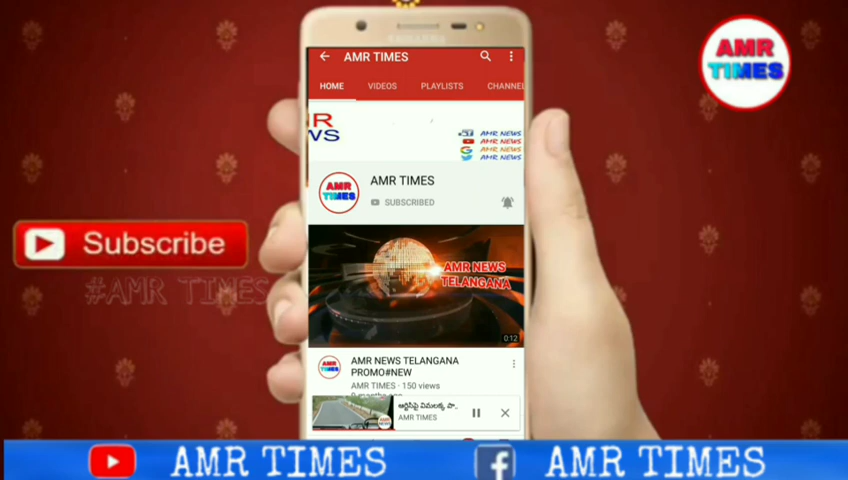 AMR TIMES
HOME VIDEOS PLAYLISTS CHANNEL
AMR
TIMES
AMR NEWS
AMR NEWS
AMR NEWS
AMR NEWS
AMR
TIMES
AMR TIMES
SUBSCRIBED
Subscribe
#AMR TIMES
AMR NEWS
TELANGANA
0:12
AMR NEWS TELANGANA
PROMO#NEW
AMR TIMES · 150 views
AMR TIMES
AMR TIMES
AMR TIMES